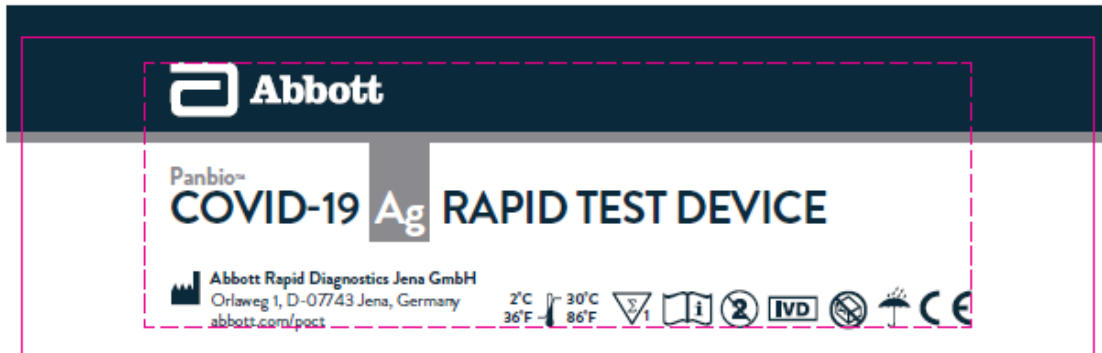 Abbott
Panbio™
COVID-19 Ag RAPID TEST DEVICE
Abbott Rapid Diagnostics Jena GmbH
Orlaweg 1, D-07743 Jena, Germany
abbott.com/poct
2°C 30°C
36°F 86°F
Σ 1 i 2 IVD CE